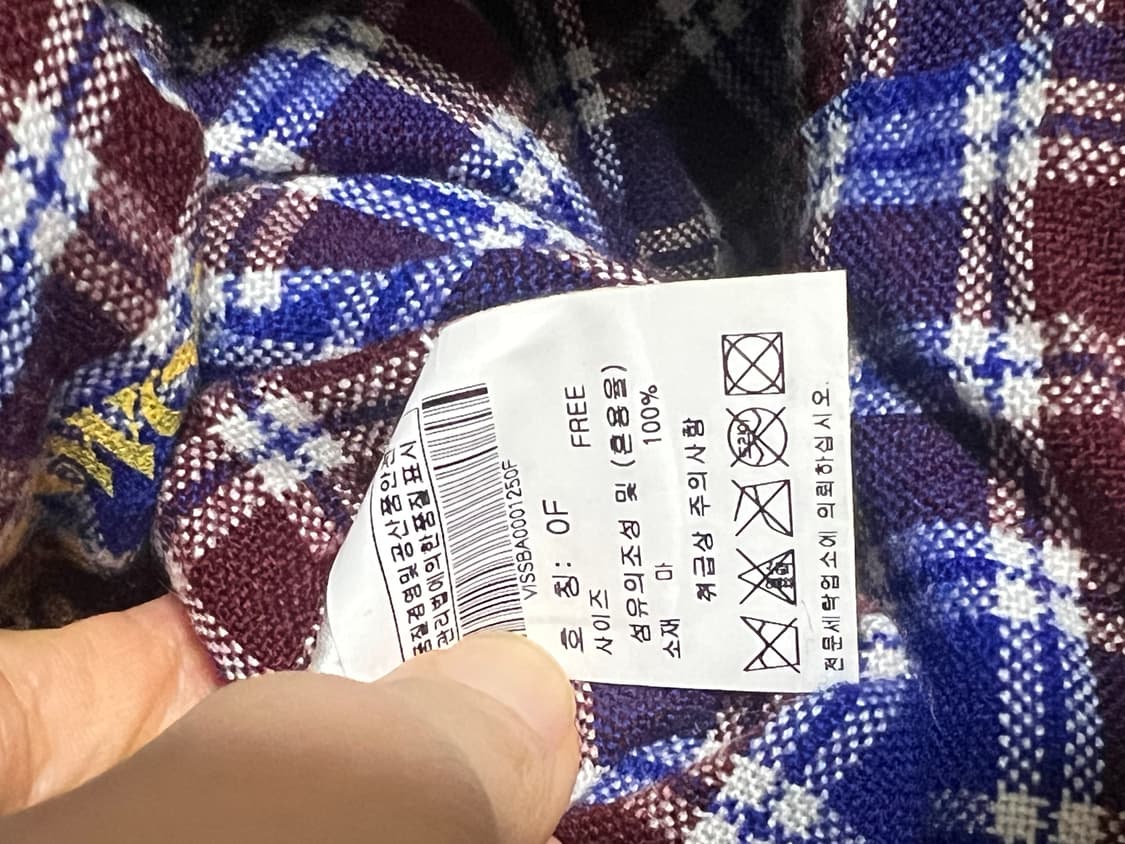 품질경영및공산품안전
관리법에의한품질표시
VISSBA0001250F
호 칭: 0F
사이즈 FREE
섬유의조성 및 (혼용율)
소재 마 100%
취급상 주의사항
전문세탁업소에 의뢰하십시오.